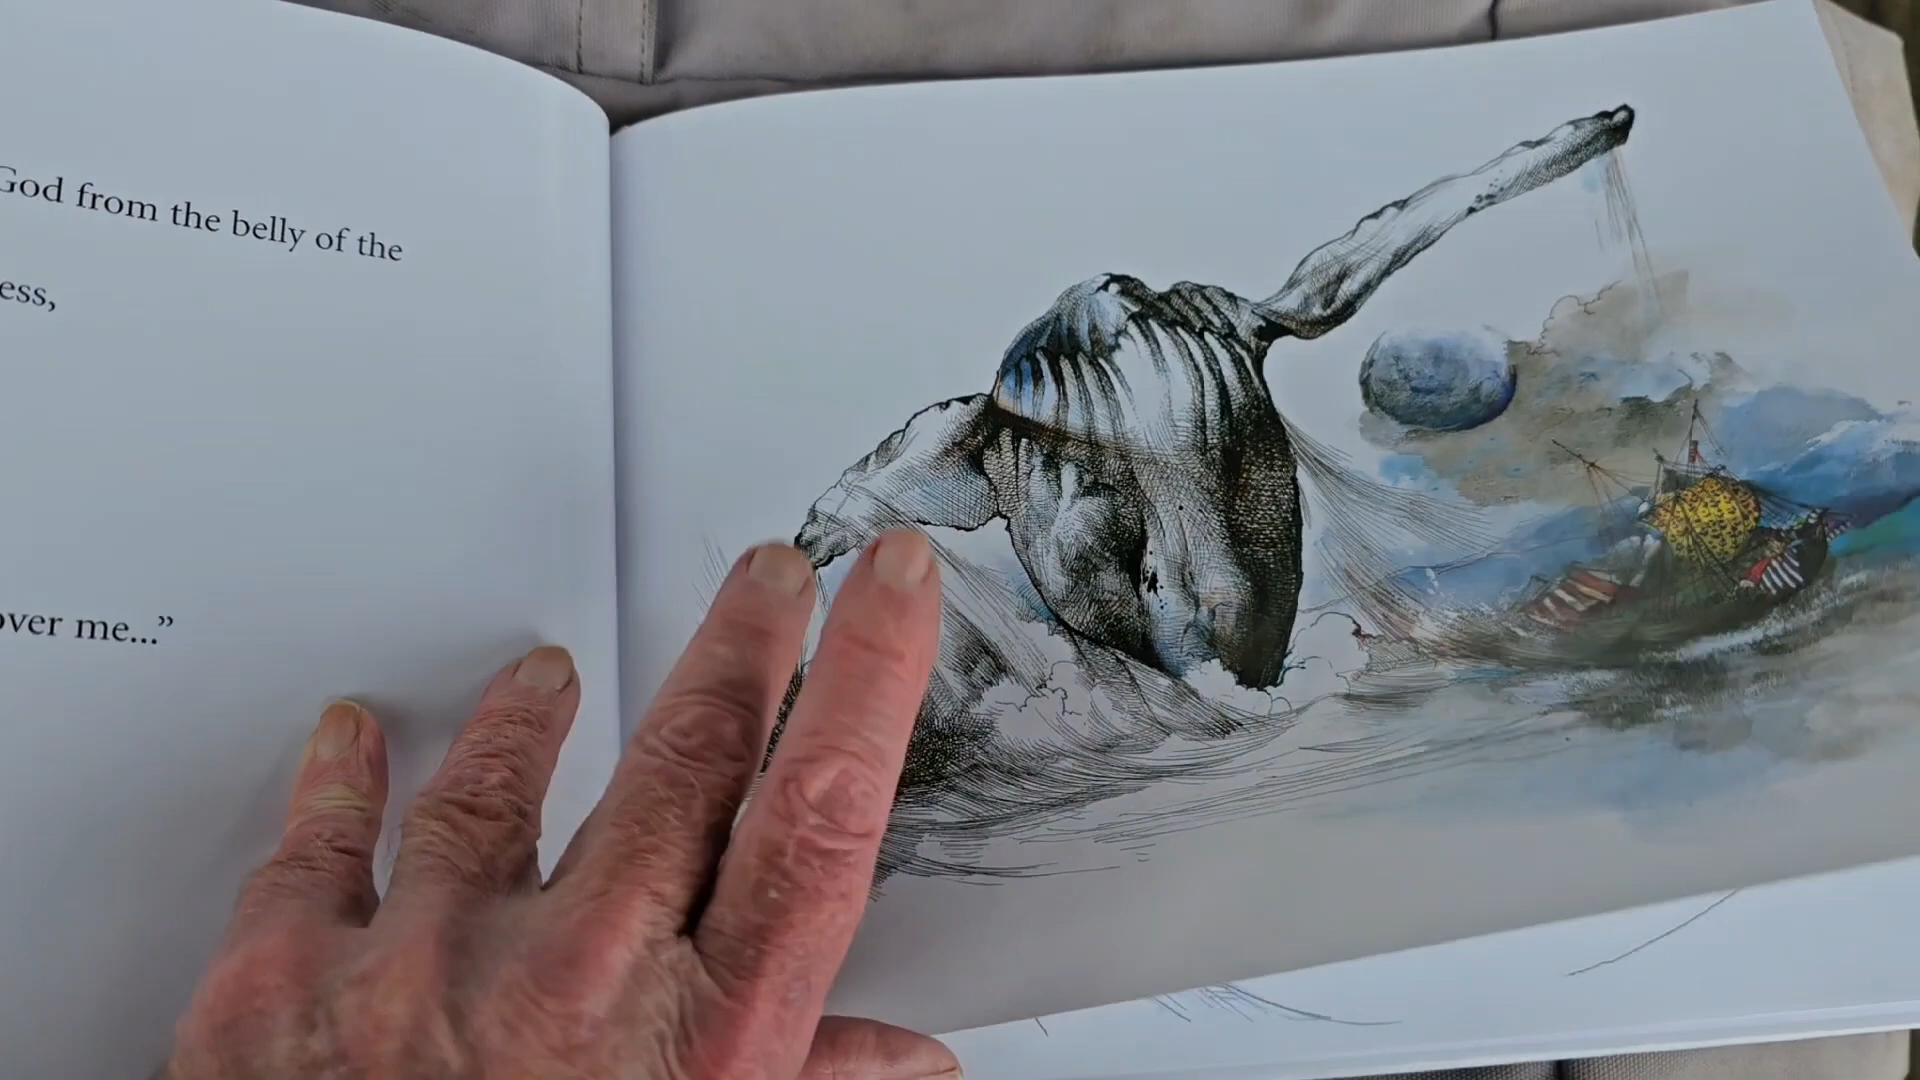 God from the belly of the
ess,
over me...”